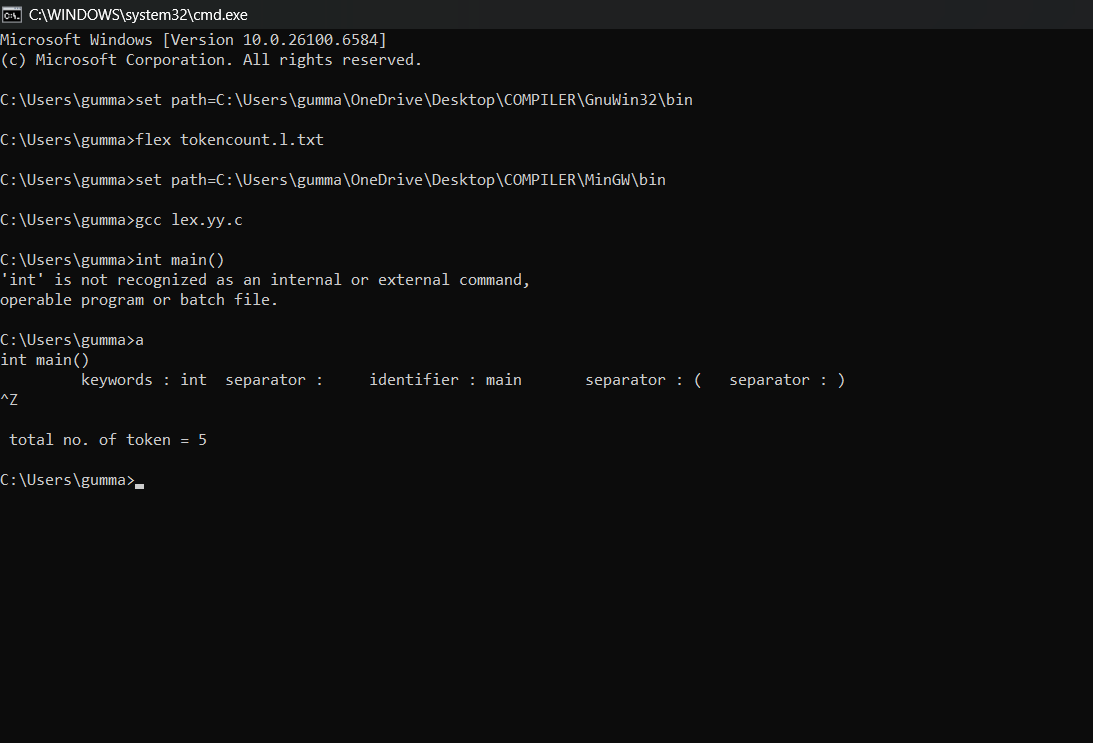 C:\WINDOWS\system32\cmd.exe
Microsoft Windows [Version 10.0.26100.6584]
(c) Microsoft Corporation. All rights reserved.
C:\Users\gumma>set path=C:\Users\gumma\OneDrive\Desktop\COMPILER\GnuWin32\bin
C:\Users\gumma>flex tokencount.l.txt
C:\Users\gumma>set path=C:\Users\gumma\OneDrive\Desktop\COMPILER\MinGW\bin
C:\Users\gumma>gcc lex.yy.c
C:\Users\gumma>int main()
'int' is not recognized as an internal or external command,
operable program or batch file.
C:\Users\gumma>a
int main()
         keywords : int  separator :     identifier : main       separator : (   separator : )
^Z
 total no. of token = 5
C:\Users\gumma>